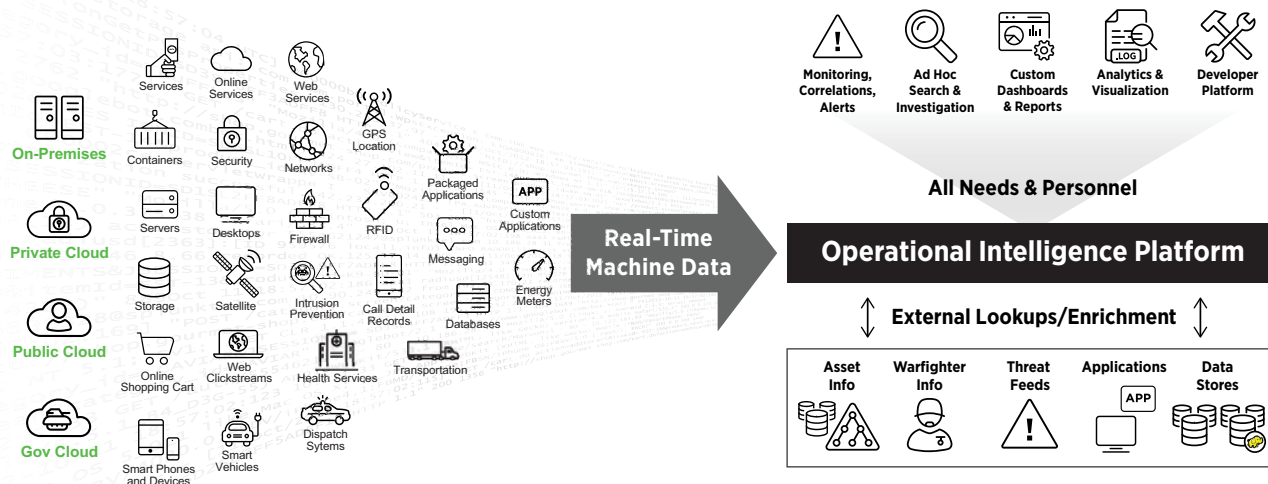 On-Premises
Private Cloud
Public Cloud
Gov Cloud
Services
Online
Services
Web
Services
GPS
Location
Containers
Security
Networks
Packaged
Applications
APP
Custom
Applications
Servers
Desktops
Firewall
RFID
Messaging
Energy
Meters
Storage
Satellite
Intrusion
Prevention
Call Detail
Records
Databases
Online
Shopping Cart
Web
Clickstreams
Health Services
Transportation
Smart Phones
and Devices
Smart
Vehicles
Dispatch
Sytems
Real-Time
Machine Data
.LOG
Monitoring,
Correlations,
Alerts
Ad Hoc
Search &
Investigation
Custom
Dashboards
& Reports
Analytics &
Visualization
Developer
Platform
All Needs & Personnel
Operational Intelligence Platform
External Lookups/Enrichment
Asset
Info
Warfighter
Info
Threat
Feeds
Applications
APP
Data
Stores